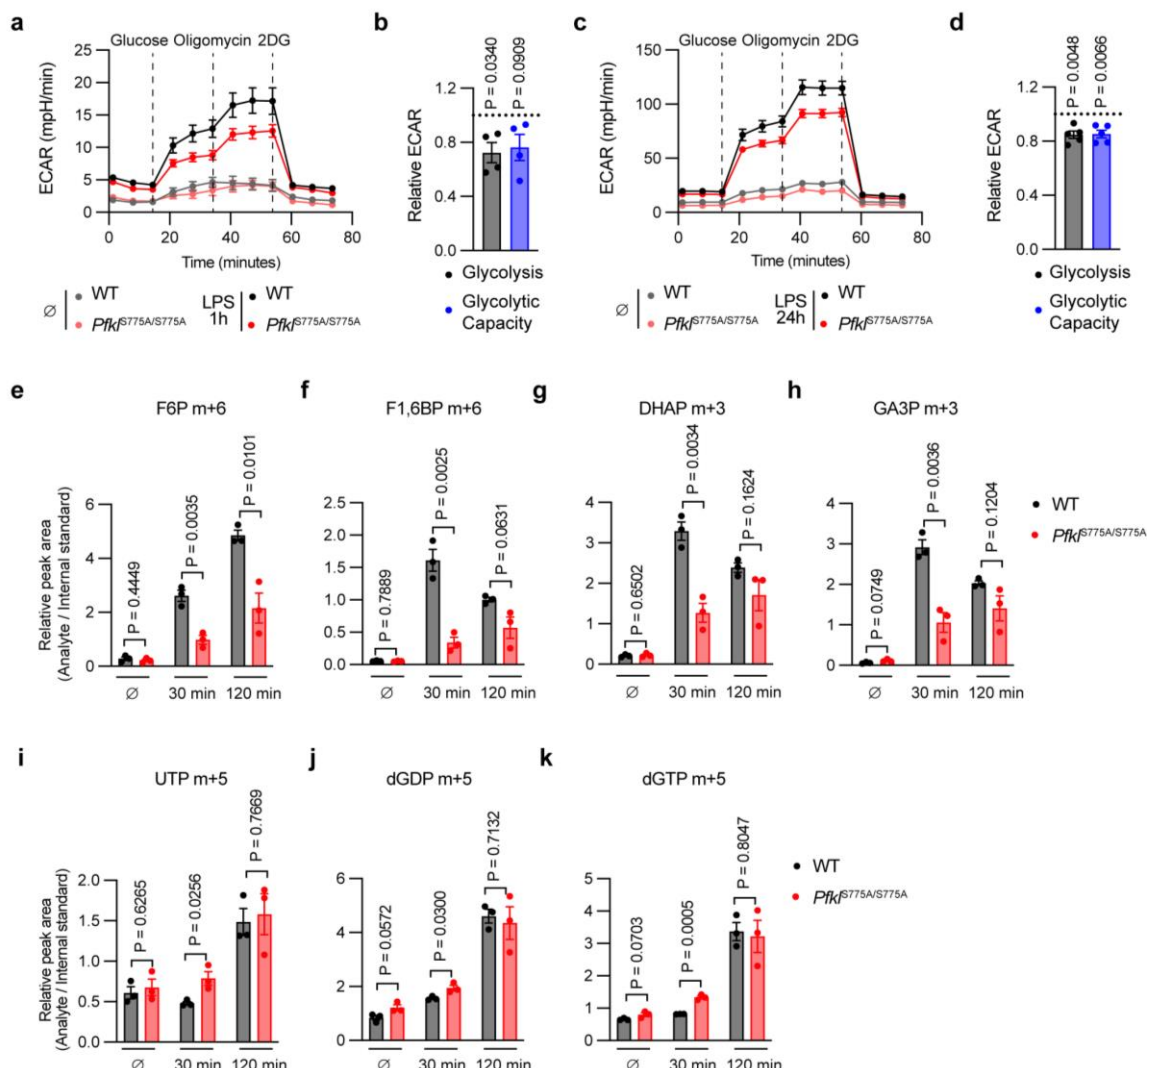 a
Glucose Oligomycin 2DG
25
20
15
10
5
0
ECAR (mpH/min)
0 20 40 60 80
Time (minutes)
Ø
WT
Pfkl^S775A/S775A
LPS
1h
WT
Pfkl^S775A/S775A
b
P = 0.0340
P = 0.0909
1.2
0.8
0.4
0.0
Relative ECAR
Glycolysis
Glycolytic
Capacity
c
Glucose Oligomycin 2DG
150
100
50
0
ECAR (mpH/min)
0 20 40 60 80
Time (minutes)
Ø
WT
Pfkl^S775A/S775A
LPS
24h
WT
Pfkl^S775A/S775A
d
P = 0.0048
P = 0.0066
1.2
0.8
0.4
0.0
Relative ECAR
Glycolysis
Glycolytic
Capacity
e
F6P m+6
Relative peak area
(Analyte / Internal standard)
6
4
2
0
P = 0.4449
P = 0.0035
P = 0.0101
Ø 30 min 120 min
f
F1,6BP m+6
2.5
2.0
1.5
1.0
0.5
0.0
P = 0.7889
P = 0.0025
P = 0.0631
Ø 30 min 120 min
g
DHAP m+3
4
3
2
1
0
P = 0.6502
P = 0.0034
P = 0.1624
Ø 30 min 120 min
h
GA3P m+3
4
3
2
1
0
P = 0.0749
P = 0.0036
P = 0.1204
Ø 30 min 120 min
WT
Pfkl^S775A/S775A
i
UTP m+5
Relative peak area
(Analyte / Internal standard)
2.0
1.5
1.0
0.5
0.0
P = 0.6265
P = 0.0256
P = 0.7669
Ø 30 min 120 min
j
dGDP m+5
6
4
2
0
P = 0.0572
P = 0.0300
P = 0.7132
Ø 30 min 120 min
k
dGTP m+5
5
4
3
2
1
0
P = 0.0703
P = 0.0005
P = 0.8047
Ø 30 min 120 min
WT
Pfkl^S775A/S775A